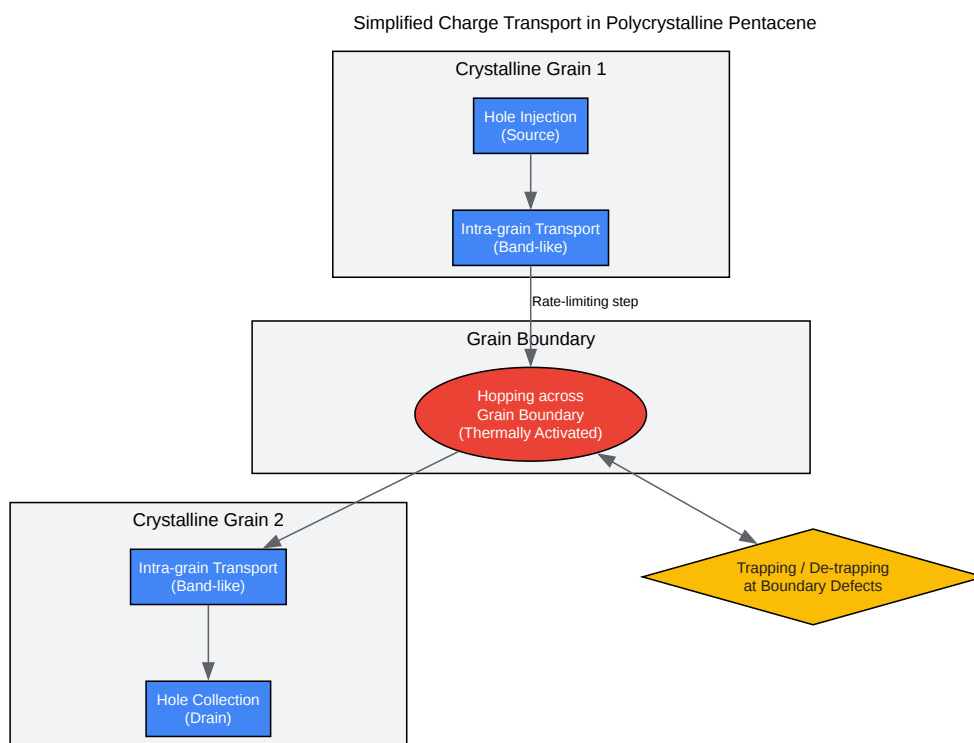 Simplified Charge Transport in Polycrystalline Pentacene
Crystalline Grain 1
Hole Injection
(Source)
Intra-grain Transport
(Band-like)
Rate-limiting step
Grain Boundary
Hopping across
Grain Boundary
(Thermally Activated)
Crystalline Grain 2
Intra-grain Transport
(Band-like)
Trapping / De-trapping
at Boundary Defects
Hole Collection
(Drain)